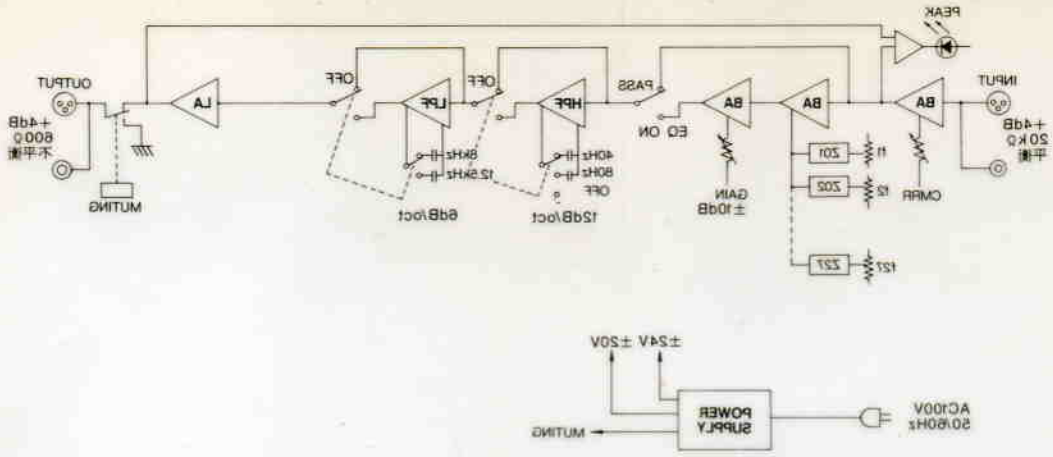 PEAK
INPUT
+4dB
20kΩ
平衡
BA
CMRR
f1
Z01
f2
Z02
f27
Z27
BA
BA
GAIN
±10dB
PASS
EQ ON
HPF
40Hz
80Hz
OFF
12dB/oct
OFF
LPF
8kHz
12.5kHz
6dB/oct
OFF
LA
OUTPUT
+4dB
600Ω
不平衡
MUTING
AC100V
50/60Hz
POWER
SUPPLY
±24V
±20V
MUTING